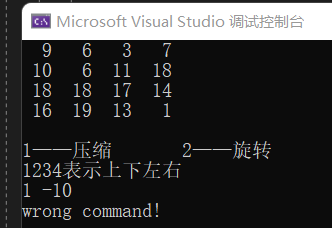 Microsoft Visual Studio 调试控制台
9 6 3 7
10 6 11 18
18 18 17 14
16 19 13 1
1——压缩 2——旋转
1234表示上下左右
1 -10
wrong command!